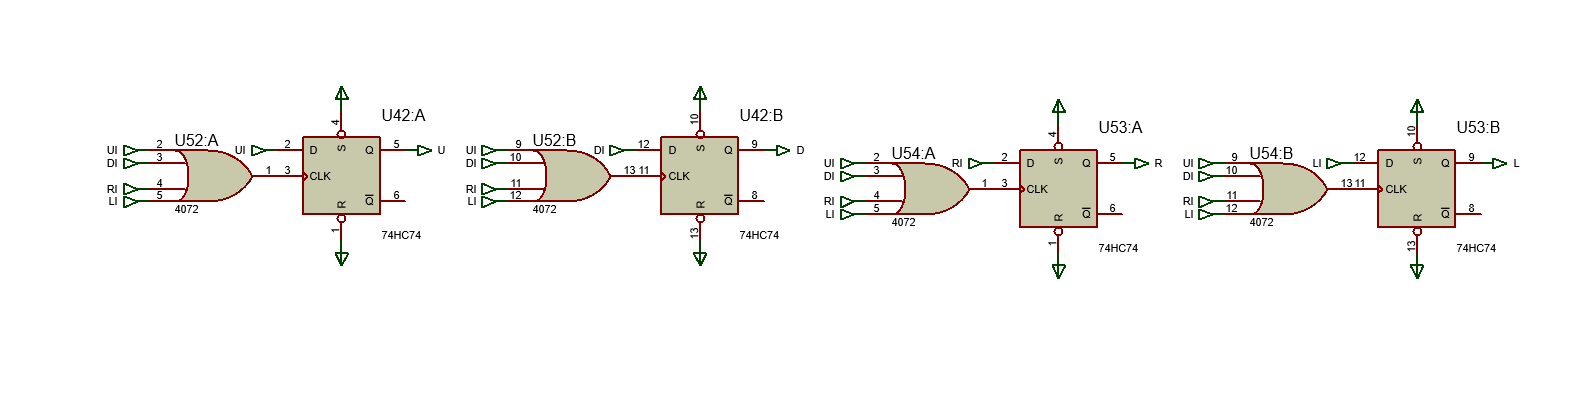 U52:A
UI 2
DI 3
RI 4
LI 5
4072
1 3
UI 2
U42:A
4
D S Q
CLK
R Q
5 U
6
1
74HC74
U52:B
UI 9
DI 10
RI 11
LI 12
4072
13 11
DI 12
U42:B
10
D S Q
CLK
R Q
9 D
8
13
74HC74
U54:A
UI 2
DI 3
RI 4
LI 5
4072
1 3
RI 2
U53:A
4
D S Q
CLK
R Q
5 R
6
1
74HC74
U54:B
UI 9
DI 10
RI 11
LI 12
4072
13 11
LI 12
U53:B
10
D S Q
CLK
R Q
9 L
8
13
74HC74